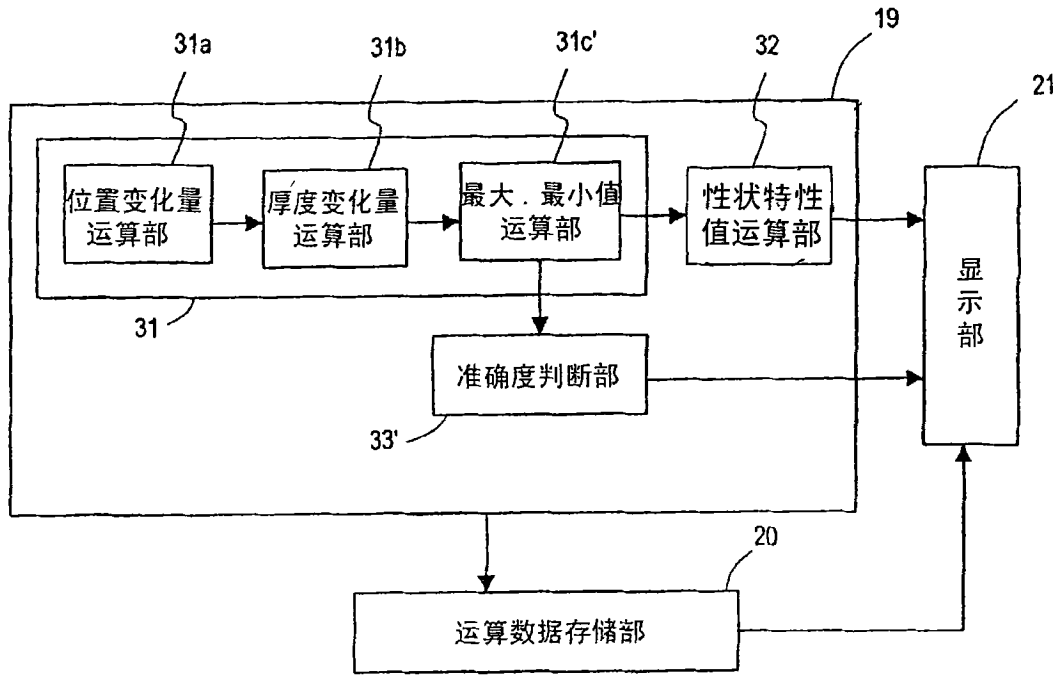 31a
31b
31c'
32
19
21
位置变化量
运算部
厚度变化量
运算部
最大.最小值
运算部
性状特性
值运算部
显
示
部
31
准确度判断部
33'
20
运算数据存储部